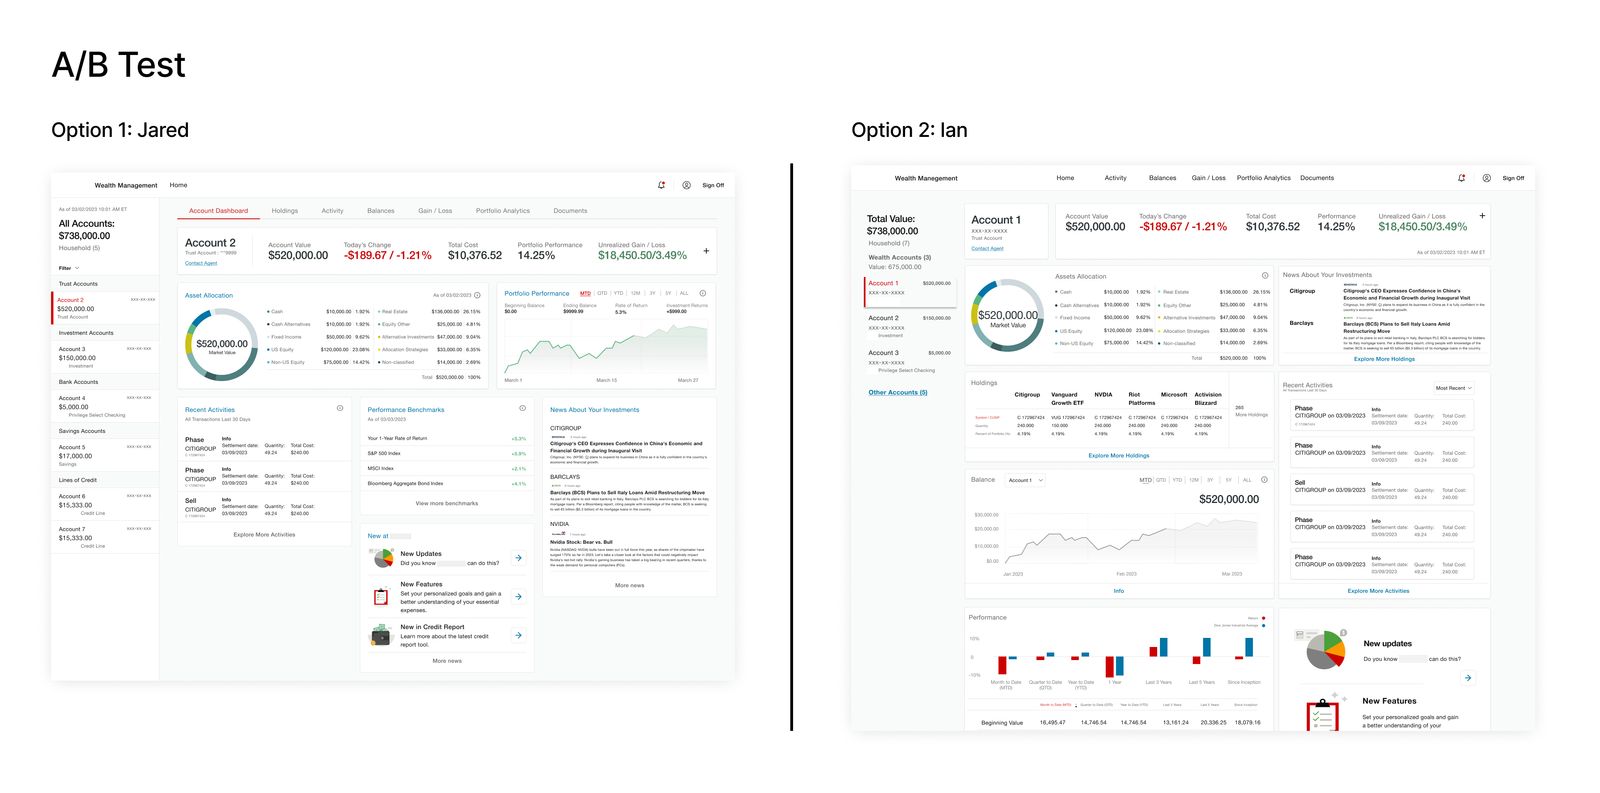 A/B Test
Option 1: Jared
Wealth Management Home Sign Off
As of 03/02/2023 10:01 AM ET
All Accounts:
$738,000.00
Household (5)
Filter
Trust Accounts
Account 2 xxx-xx-xxx
$520,000.00
Trust Account
Investment Accounts
Account 3 xxx-xx-xxx
$150,000.00
Investment
Bank Accounts
Account 4 xxx-xx-xxx
$5,000.00
Privilege Select Checking
Savings Accounts
Account 5 xxx-xx-xxx
$17,000.00
Savings
Lines of Credit
Account 6 xxx-xx-xxx
$15,333.00
Credit Line
Account 7 xxx-xx-xxx
$15,333.00
Credit Line
Account Dashboard Holdings Activity Balances Gain / Loss Portfolio Analytics Documents
Account 2
Trust Account : **9999
Contact Agent
Account Value
$520,000.00
Today's Change
-$189.67 / -1.21%
Total Cost
$10,376.52
Portfolio Performance
14.25%
Unrealized Gain / Loss
$18,450.50/3.49%
+
Asset Allocation As of 03/02/2023
$520,000.00
Market Value
Cash $10,000.00 1.92% Real Estate $136,000.00 26.15%
Cash Alternatives $10,000.00 1.92% Equity Other $25,000.00 4.81%
Fixed Income $50,000.00 9.62% Alternative Investments $47,000.00 9.04%
US Equity $120,000.00 23.08% Allocation Strategies $33,000.00 6.35%
Non-US Equity $75,000.00 14.42% Non-classified $14,000.00 2.69%
Total $520,000.00 100%
Portfolio Performance MTD QTD YTD 12M 3Y 5Y ALL
Beginning Balance Ending Balance Rate of Return Investment Returns
$0.00 $9999.99 5.3% +$999.00
March 1 March 15 March 27
Recent Activities
All Transactions Last 30 Days
Phase Info
CITIGROUP Settlement date: Quantity: Total Cost:
03/09/2023 49.24 $240.00
Phase Info
CITIGROUP Settlement date: Quantity: Total Cost:
03/09/2023 49.24 $240.00
Sell Info
CITIGROUP Settlement date: Quantity: Total Cost:
03/09/2023 49.24 $240.00
Explore More Activities
Performance Benchmarks
As of 03/03/2023
Your 1-Year Rate of Return +5.3%
S&P 500 Index +5.9%
MSCI Index +2.1%
Bloomberg Aggregate Bond Index +4.1%
View more benchmarks
New at
New Updates
Did you know can do this?
New Features
Set your personalized goals and gain a
better understanding of your essential
expenses.
New in Credit Report
Learn more about the latest credit
report tool.
More news
News About Your Investments
CITIGROUP
Citigroup's CEO Expresses Confidence in China's Economic and
Financial Growth during Inaugural Visit
BARCLAYS
Barclays (BCS) Plans to Sell Italy Loans Amid Restructuring Move
NVIDIA
Nvidia Stock: Bear vs. Bull
More news
Option 2: Ian
Wealth Management Home Activity Balances Gain / Loss Portfolio Analytics Documents Sign Off
Total Value:
$738,000.00
Household (7)
Wealth Accounts (3)
Value: 675,000.00
Account 1 $520,000.00
xxx-xx-xxxx
Account 2 $150,000.00
xxx-xx-xxxx
Investment
Account 3 $5,000.00
xxx-xx-xxxx
Privilege Select Checking
Other Accounts (5)
Account 1
xxx-xx-xxxx
Trust Account
Contact Agent
Account Value
$520,000.00
Today's Change
-$189.67 / -1.21%
Total Cost
$10,376.52
Performance
14.25%
Unrealized Gain / Loss
$18,450.50/3.49%
+
As of 03/02/2023 10:01 AM ET
Assets Allocation
$520,000.00
Market Value
Cash $10,000.00 1.92% Real Estate $136,000.00 26.15%
Cash Alternatives $10,000.00 1.92% Equity Other $25,000.00 4.81%
Fixed Income $50,000.00 9.62% Alternative Investments $47,000.00 9.04%
US Equity $120,000.00 23.08% Allocation Strategies $33,000.00 6.35%
Non-US Equity $75,000.00 14.42% Non-classified $14,000.00 2.69%
Total $520,000.00 100%
News About Your Investments
Citigroup
Citigroup's CEO Expresses Confidence in China's
Economic and Financial Growth during Inaugural Visit
Barclays
Barclays (BCS) Plans to Sell Italy Loans Amid
Restructuring Move
Explore More Holdings
Holdings
Citigroup Vanguard Growth ETF NVIDIA Riot Platforms Microsoft Activision Blizzard
C 172967424 VUG 172967424 C 172967424 C 172967424 C 172967424 C 172967424
Quantity 240.000 150.000 240.000 240.000 240.000 240.000
4.19% 4.19% 4.19% 4.19% 4.19% 4.19%
265
More Holdings
Explore More Holdings
Recent Activities Most Recent
All Transactions Last 30 Days
Phase Info
CITIGROUP on 03/09/2023 Settlement date: Quantity: Total Cost:
03/09/2023 49.24 $240.00
Phase Info
CITIGROUP on 03/09/2023 Settlement date: Quantity: Total Cost:
03/09/2023 49.24 $240.00
Sell Info
CITIGROUP on 03/09/2023 Settlement date: Quantity: Total Cost:
03/09/2023 49.24 $240.00
Phase Info
CITIGROUP on 03/09/2023 Settlement date: Quantity: Total Cost:
03/09/2023 49.24 $240.00
Phase Info
CITIGROUP on 03/09/2023 Settlement date: Quantity: Total Cost:
03/09/2023 49.24 $240.00
Explore More Activities
Balance Account 1 MTD QTD YTD 12M 3Y 5Y ALL
$520,000.00
$30,000.00
$20,000.00
$10,000.00
$0.00
Jan 2023 Feb 2023 Mar 2023
Info
Performance
10%
0
-10%
Month to Date (MTD) Quarter to Date (QTD) Year to Date (YTD) 1 Year Last 3 Years Last 5 Years Since Inception
Month to Date (MTD) Quarter to Date (QTD) Year to Date (YTD) Last 3 Years Last 5 Years Since Inception
Beginning Value 16,495.47 14,746.54 14,746.54 13,161.24 20,336.25 18,079.16
New updates
Do you know can do this?
New Features
Set your personalized goals and gain a
better understanding of your